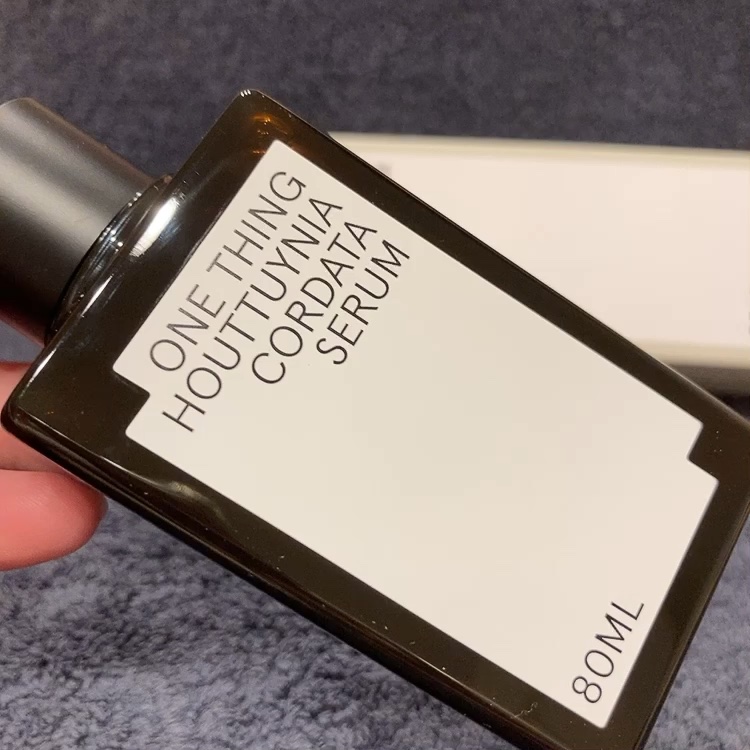 ONE THING
HOUTTUYNIA
CORDATA
SERUM
80ML